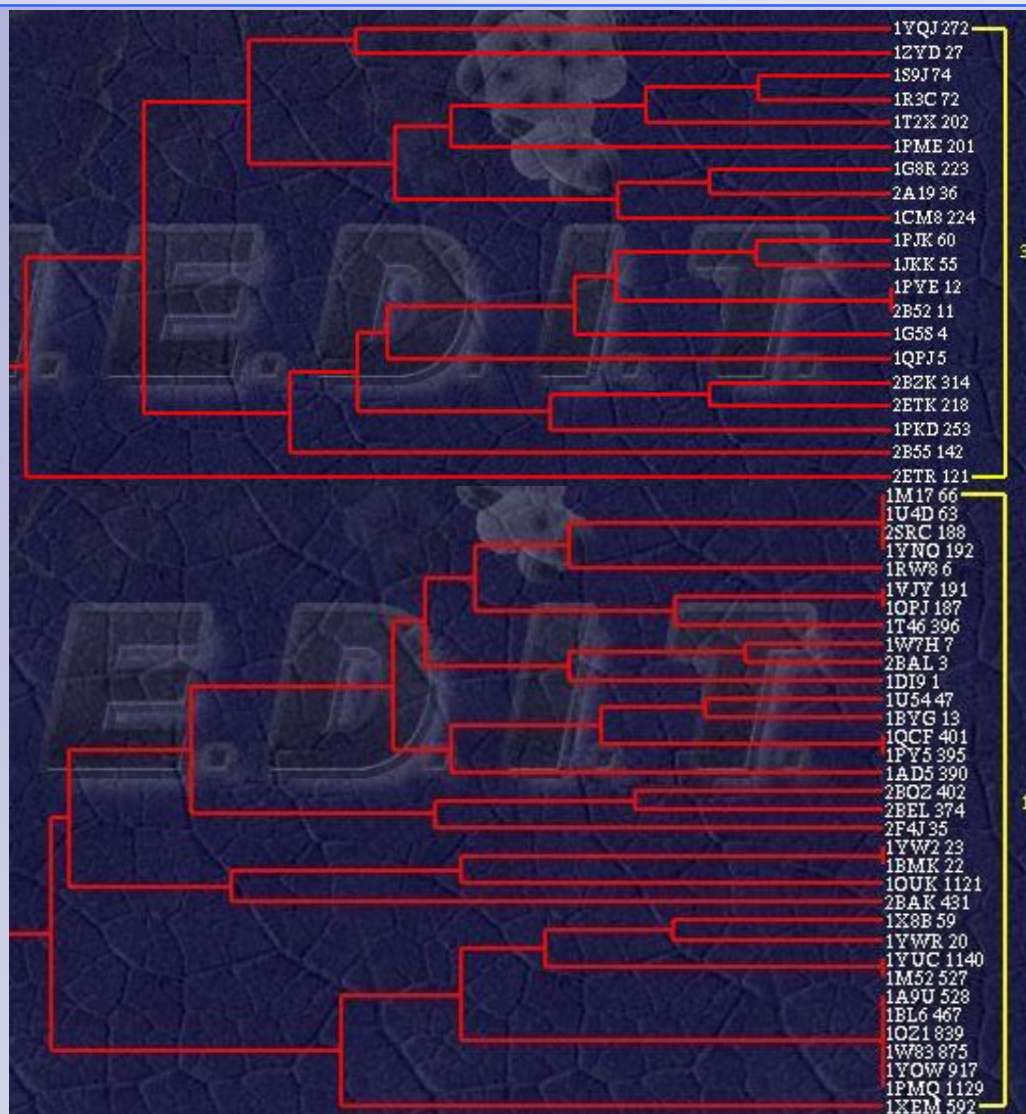 1YQJ 272
1ZYD 27
1S9J 74
1R3C 72
1T2X 202
1PME 201
1G8R 223
2A19 36
1CM8 224
1PJK 60
1JKK 55
1PYE 12
2B52 11
1G5S 4
1QPJ 5
2BZK 314
2ETK 218
1PKD 253
2B55 142
2ETR 121
E.D.I.T.
1M17 66
1U4D 63
2SRC 188
1YNO 192
1RW8 6
1VJY 191
1OPJ 187
1T46 396
1W7H 7
2BAL 3
1DI9 1
1U54 47
1BYG 13
1QCF 401
1PY5 395
1AD5 390
2BOZ 402
2BEL 374
2F4J 35
1YW2 23
1BMK 22
1OUK 1121
2BAK 431
1X8B 59
1YWR 20
1YUC 1140
1M52 527
1A9U 528
1BL6 467
1OZ1 839
1W83 875
1YOW 917
1PMQ 1129
1XEM 592
E.D.I.T.